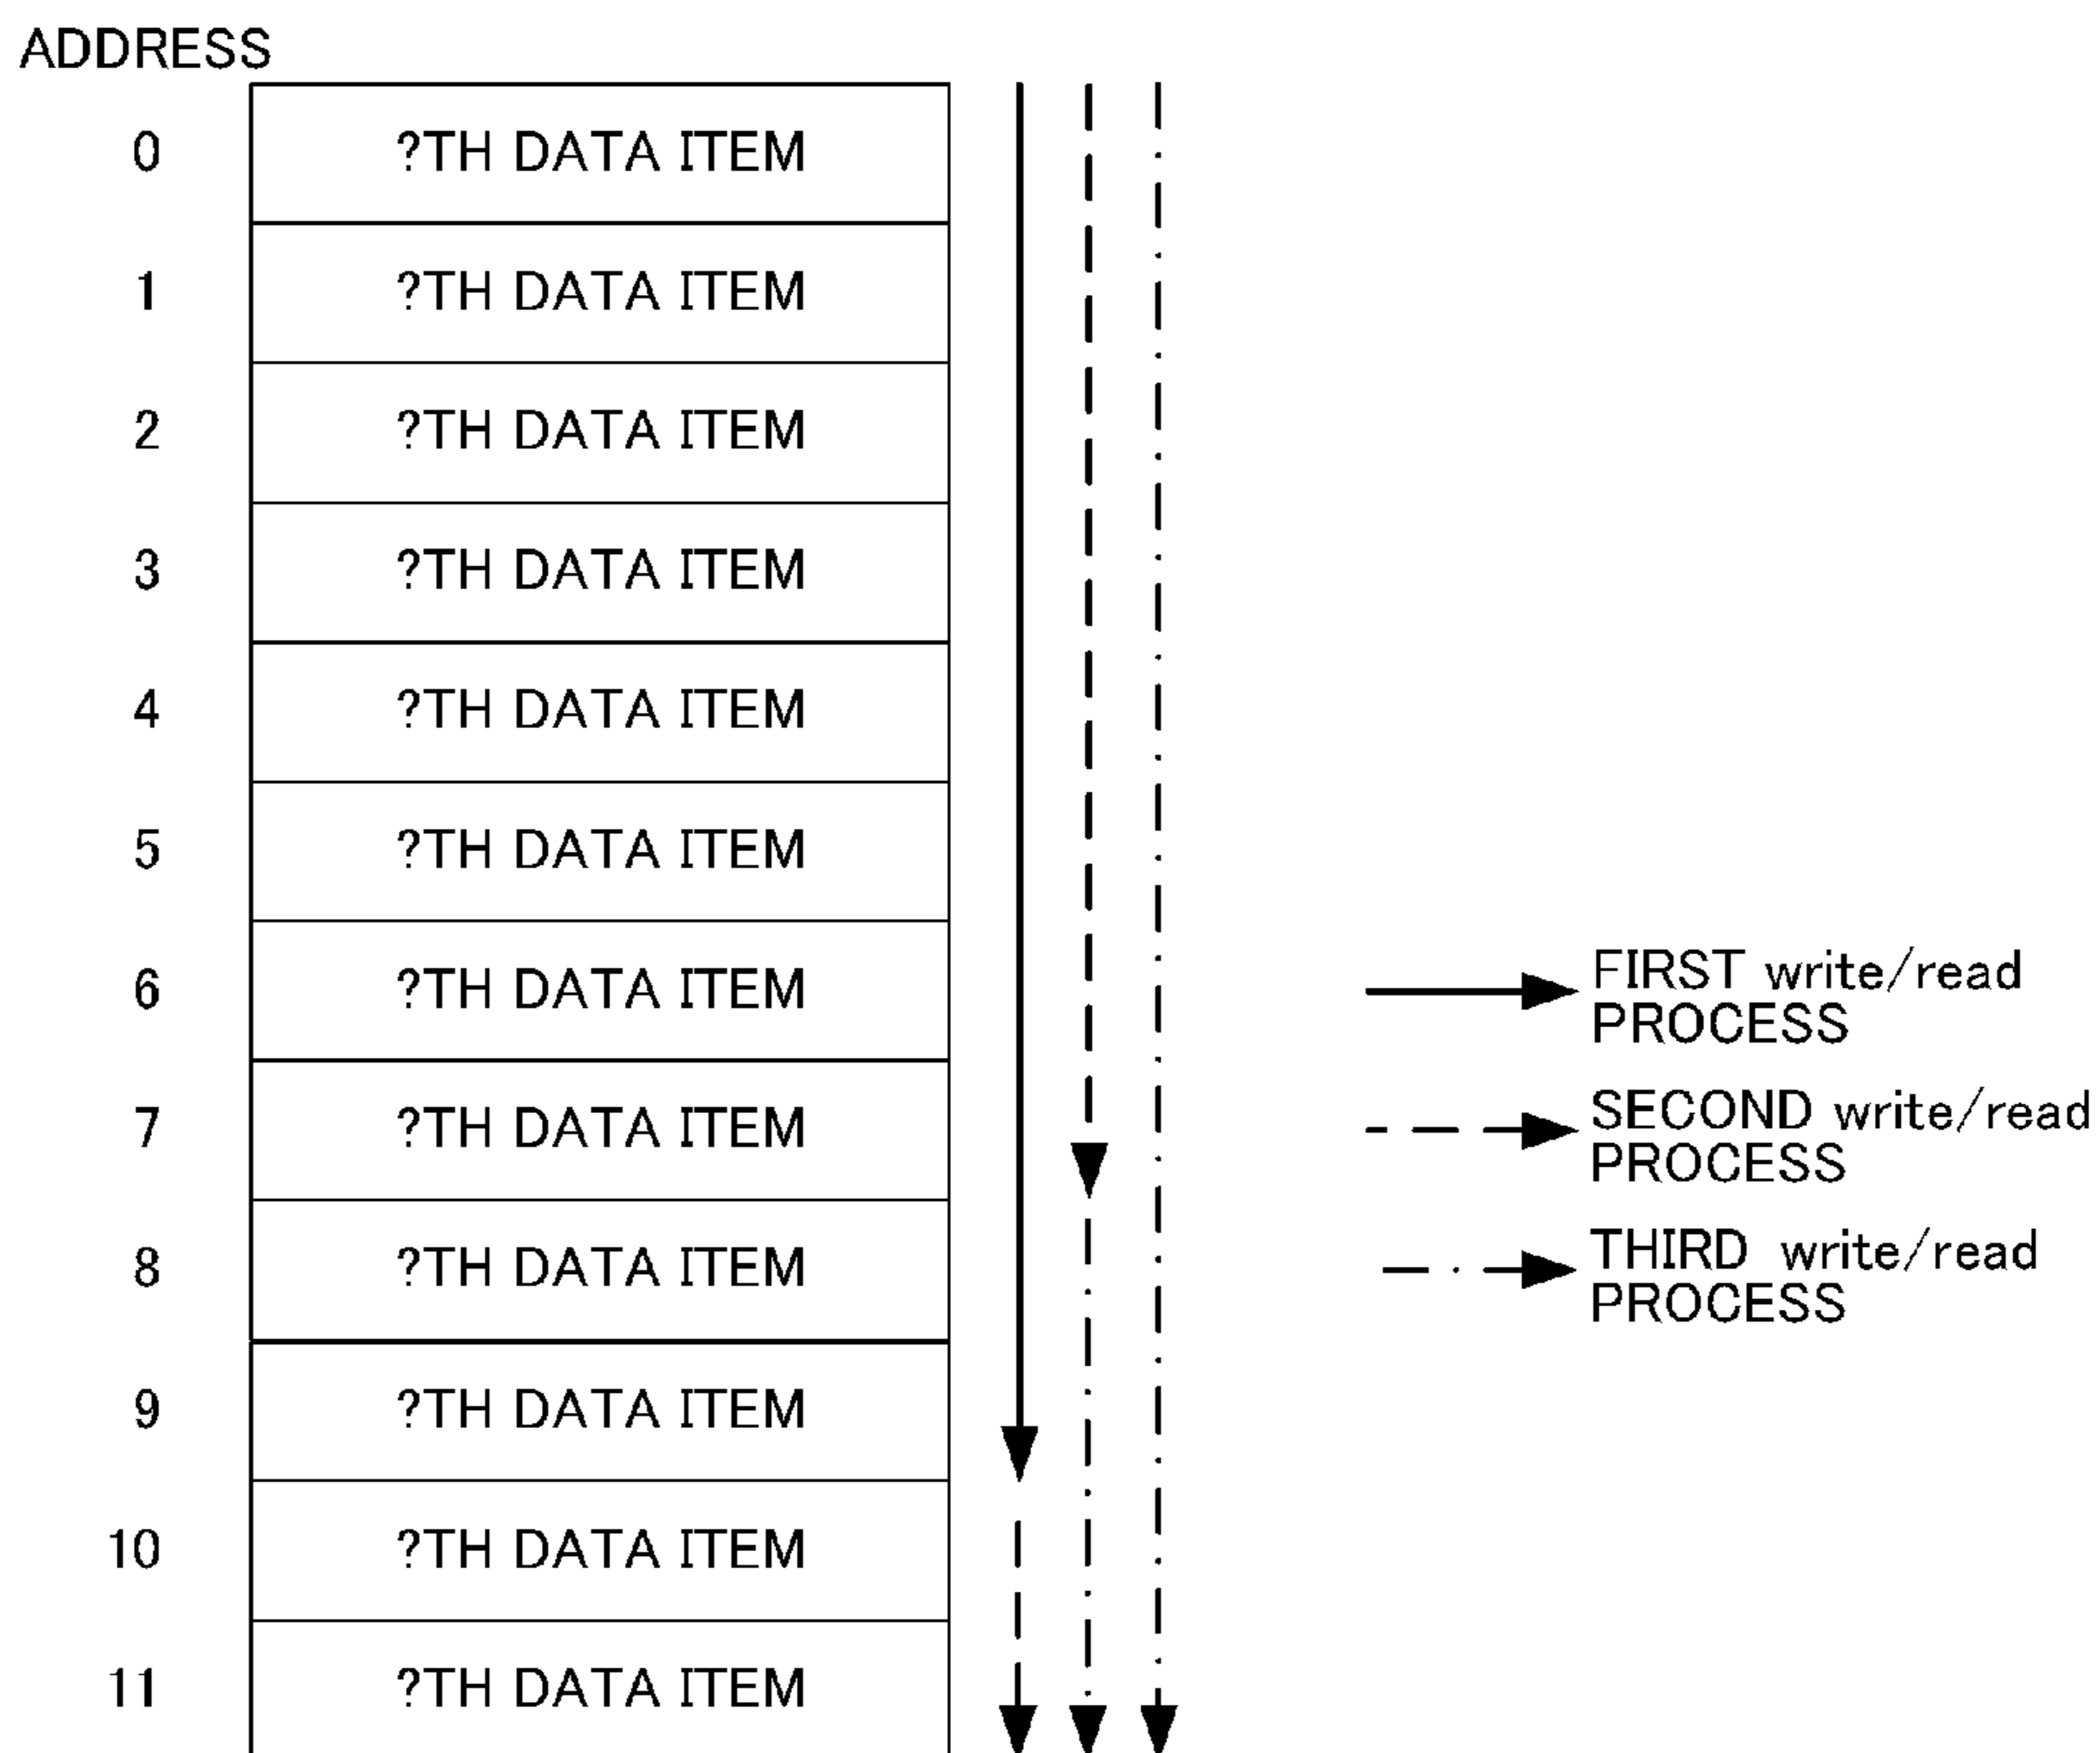 ADDRESS
0 ?TH DATA ITEM
1 ?TH DATA ITEM
2 ?TH DATA ITEM
3 ?TH DATA ITEM
4 ?TH DATA ITEM
5 ?TH DATA ITEM
6 ?TH DATA ITEM
7 ?TH DATA ITEM
8 ?TH DATA ITEM
9 ?TH DATA ITEM
10 ?TH DATA ITEM
11 ?TH DATA ITEM
FIRST write/read
PROCESS
SECOND write/read
PROCESS
THIRD write/read
PROCESS